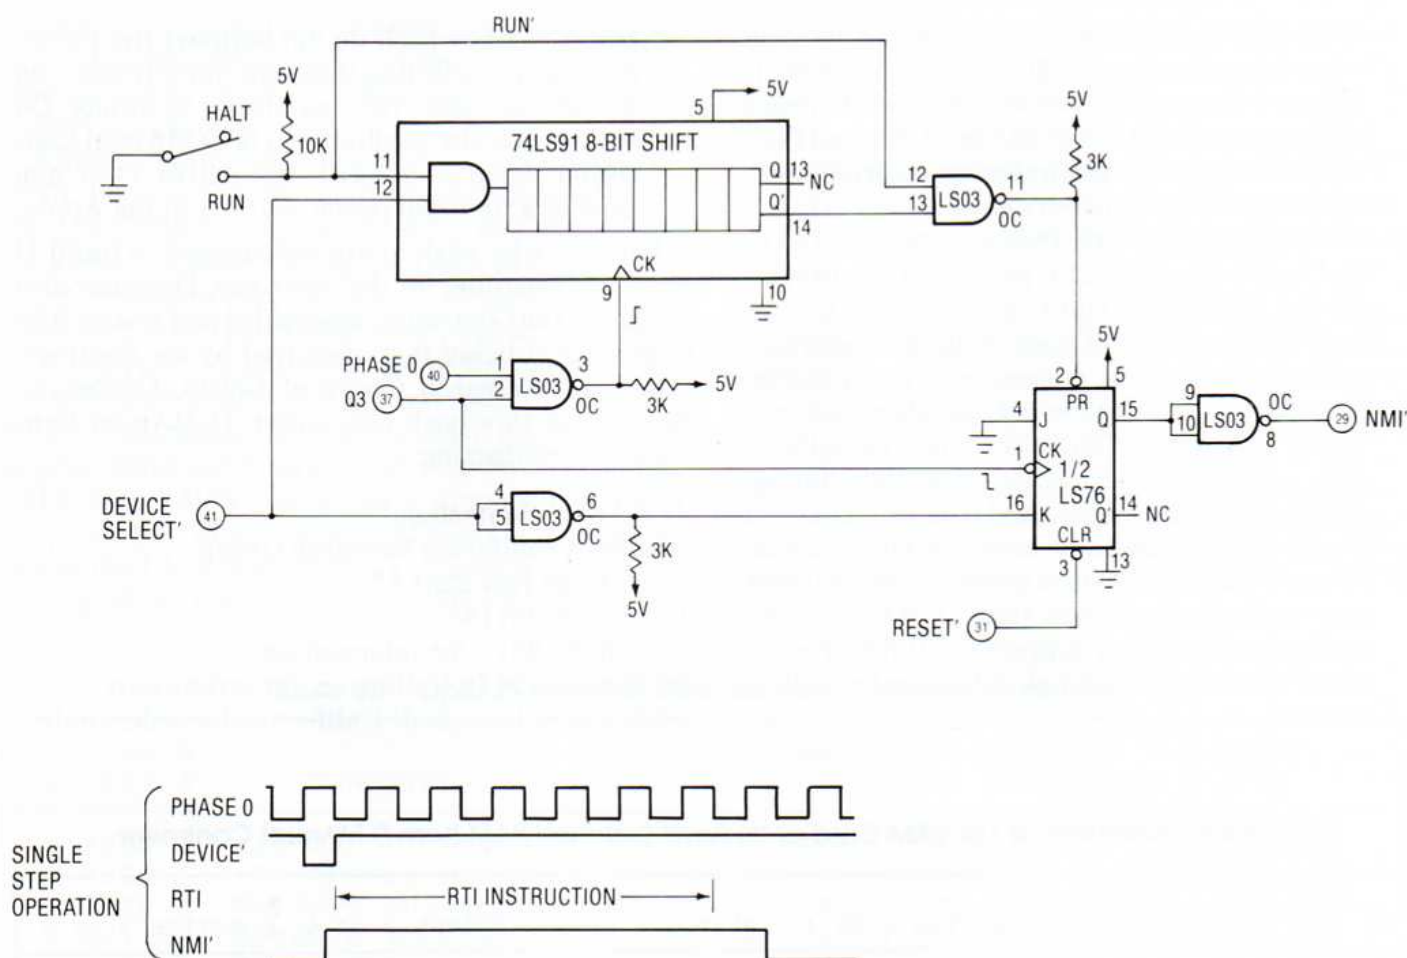 RUN'
5V
HALT
10K
RUN
5
5V
74LS91 8-BIT SHIFT
11
12
Q 13
NC
Q'
14
CK
9
10
12
13
LS03
11
OC
5V
3K
PHASE 0
40
Q3
37
1
2
LS03
3
OC
3K
5V
DEVICE
SELECT'
41
4
5
LS03
6
OC
3K
5V
2
5V
5
PR
4
J
Q
15
1
CK
1/2
LS76
16
K
Q'
14
NC
CLR
3
13
9
10
LS03
OC
8
29
NMI'
RESET'
31
SINGLE
STEP
OPERATION
PHASE 0
DEVICE'
RTI
RTI INSTRUCTION
NMI'